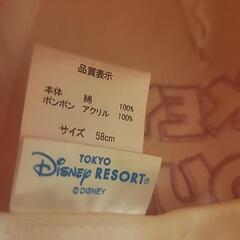 品質表示
本体 綿 100%
ポンポン アクリル 100%
サイズ 58cm
TOKYO
DISNEY RESORT®
©DISNEY